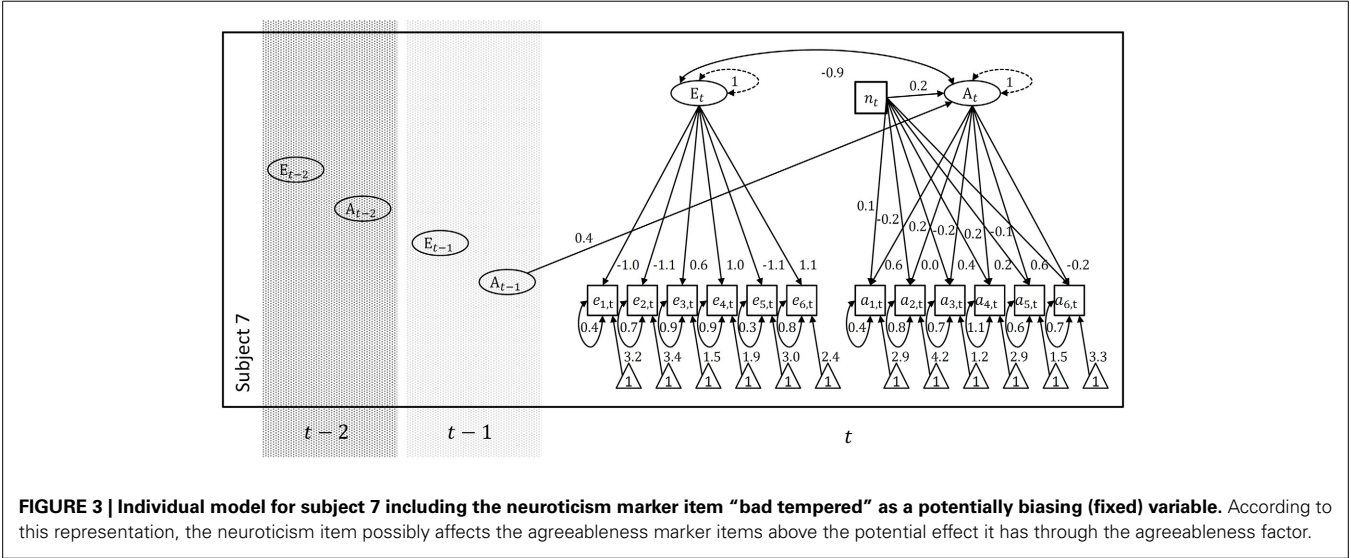 -0.9
1
1
E_t
n_t
0.2
A_t
E_{t−2}
A_{t−2}
E_{t−1}
A_{t−1}
0.4
0.1 -0.2 0.2 -0.2 0.2 -0.1
-1.0 -1.1 0.6 1.0 -1.1 1.1
0.6 0.0 0.4 0.2 0.6 -0.2
e_{1,t} e_{2,t} e_{3,t} e_{4,t} e_{5,t} e_{6,t}
a_{1,t} a_{2,t} a_{3,t} a_{4,t} a_{5,t} a_{6,t}
0.4 0.7 0.9 0.9 0.3 0.8
0.4 0.8 0.7 1.1 0.6 0.7
3.2 3.4 1.5 1.9 3.0 2.4
2.9 4.2 1.2 2.9 1.5 3.3
1 1 1 1 1 1
1 1 1 1 1 1
Subject 7
t − 2
t − 1
t
FIGURE 3 | Individual model for subject 7 including the neuroticism marker item “bad tempered” as a potentially biasing (fixed) variable. According to
this representation, the neuroticism item possibly affects the agreeableness marker items above the potential effect it has through the agreeableness factor.